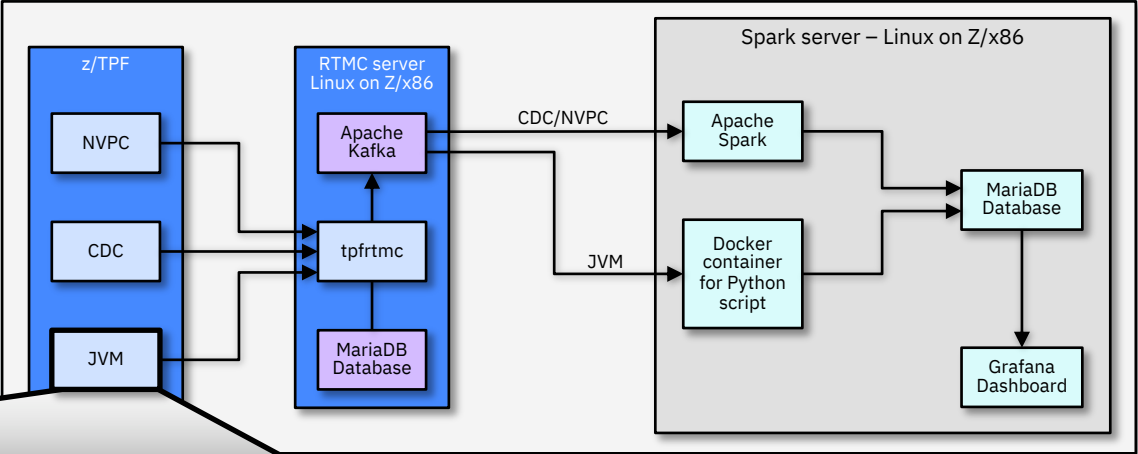 z/TPF
NVPC
CDC
JVM
RTMC server
Linux on Z/x86
Apache
Kafka
tpfrtmc
MariaDB
Database
CDC/NVPC
JVM
Spark server – Linux on Z/x86
Apache
Spark
Docker
container
for Python
script
MariaDB
Database
Grafana
Dashboard